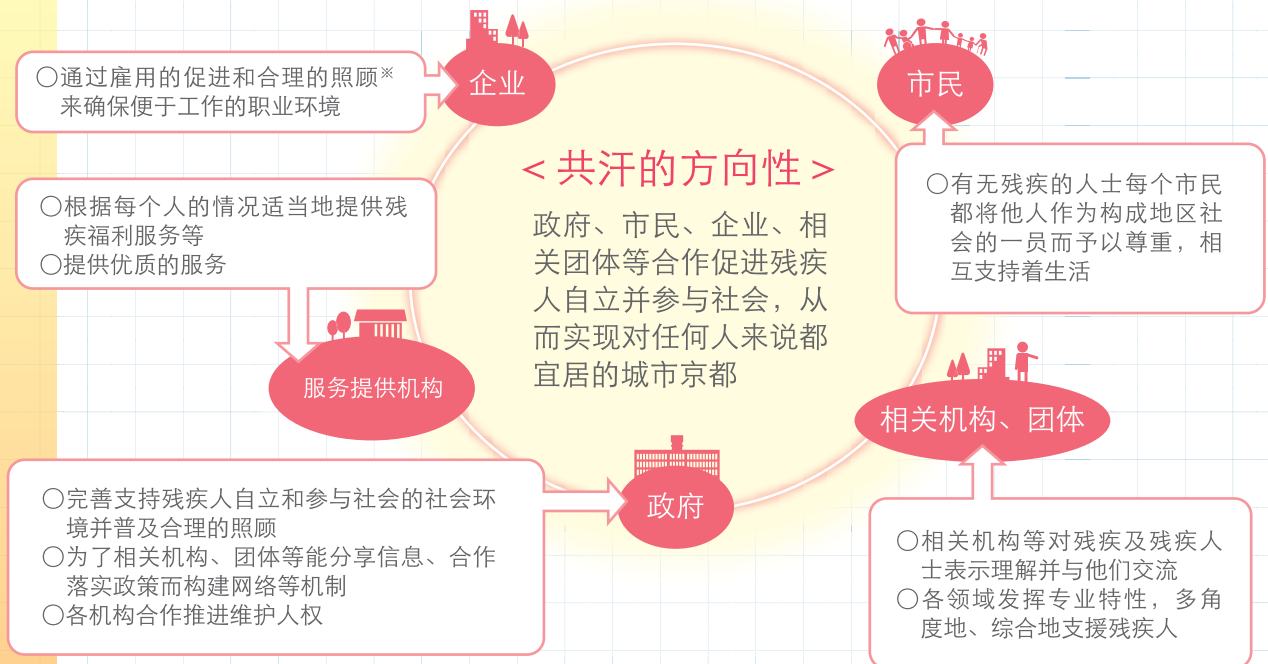 企业
〇通过雇用的促进和合理的照顾※
来确保便于工作的职业环境
市民
〇有无残疾的人士每个市民
都将他人作为构成地区社
会的一员而予以尊重，相
互支持着生活
＜共汗的方向性＞
政府、市民、企业、相
关团体等合作促进残疾
人自立并参与社会，从
而实现对任何人来说都
宜居的城市京都
〇根据每个人的情况适当地提供残
疾福利服务等
〇提供优质的服务
服务提供机构
相关机构、团体
〇相关机构等对残疾及残疾人
士表示理解并与他们交流
〇各领域发挥专业特性，多角
度地、综合地支援残疾人
政府
〇完善支持残疾人自立和参与社会的社会环
境并普及合理的照顾
〇为了相关机构、团体等能分享信息、合作
落实政策而构建网络等机制
〇各机构合作推进维护人权